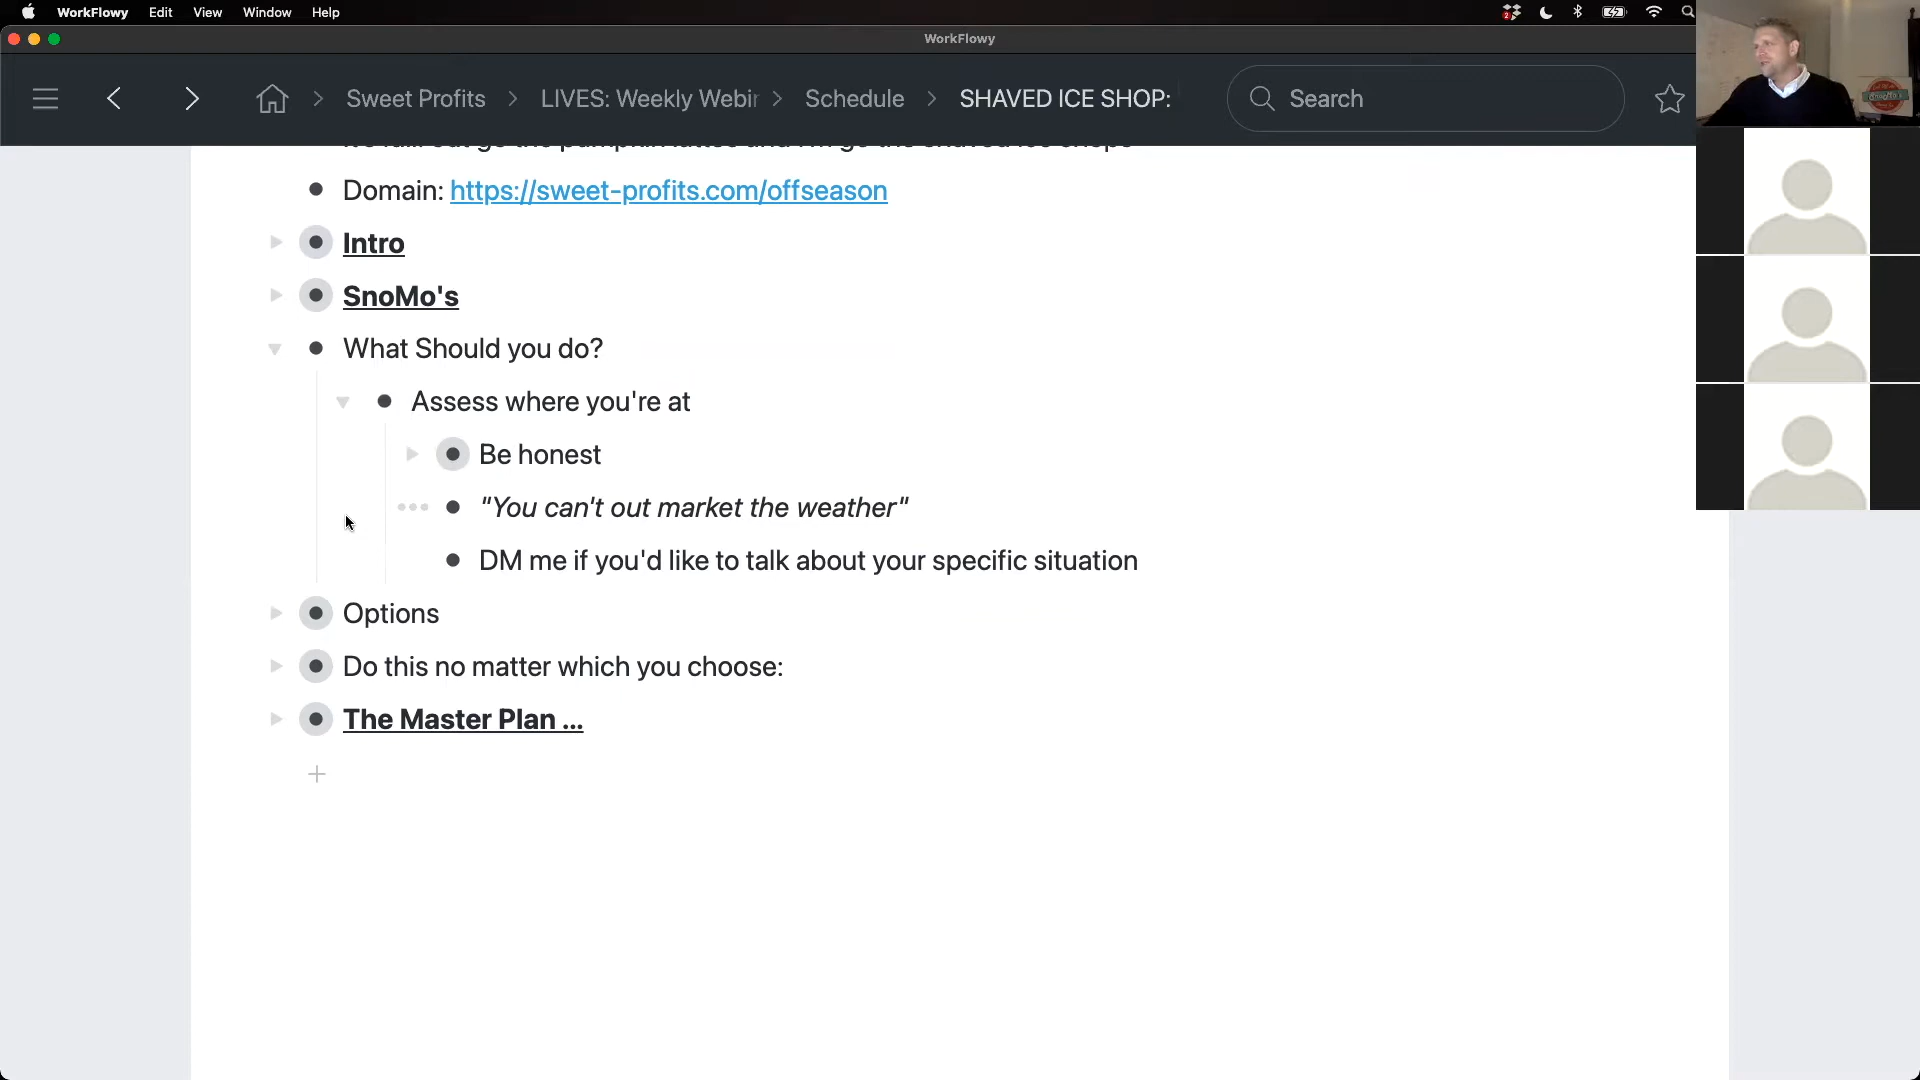 WorkFlowy Edit View Window Help
WorkFlowy
Sweet Profits LIVES: Weekly Webir Schedule SHAVED ICE SHOP: Search
Domain: https://sweet-profits.com/offseason
Intro
SnoMo's
What Should you do?
Assess where you're at
Be honest
"You can't out market the weather"
DM me if you'd like to talk about your specific situation
Options
Do this no matter which you choose:
The Master Plan ...